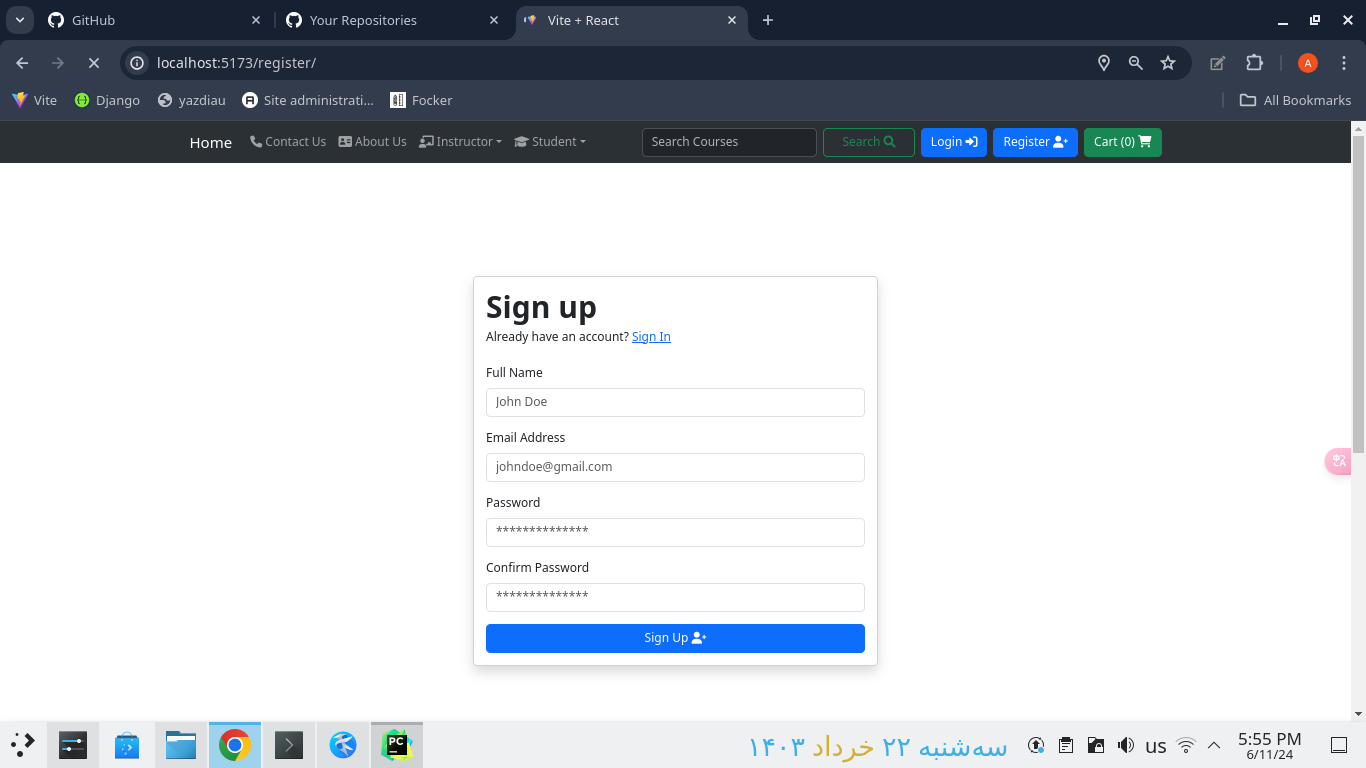 GitHub
Your Repositories
Vite + React
localhost:5173/register/
A
Vite
Django
yazdiau
Site administrati...
Focker
All Bookmarks
Home
Contact Us
About Us
Instructor
Student
Search Courses
Search
Login
Register
Cart (0)
Sign up
Already have an account? Sign In
Full Name
John Doe
Email Address
johndoe@gmail.com
Password
**************
Confirm Password
**************
Sign Up
PC
سه‌شنبه ۲۲ خرداد ۱۴۰۳
us
5:55 PM
6/11/24